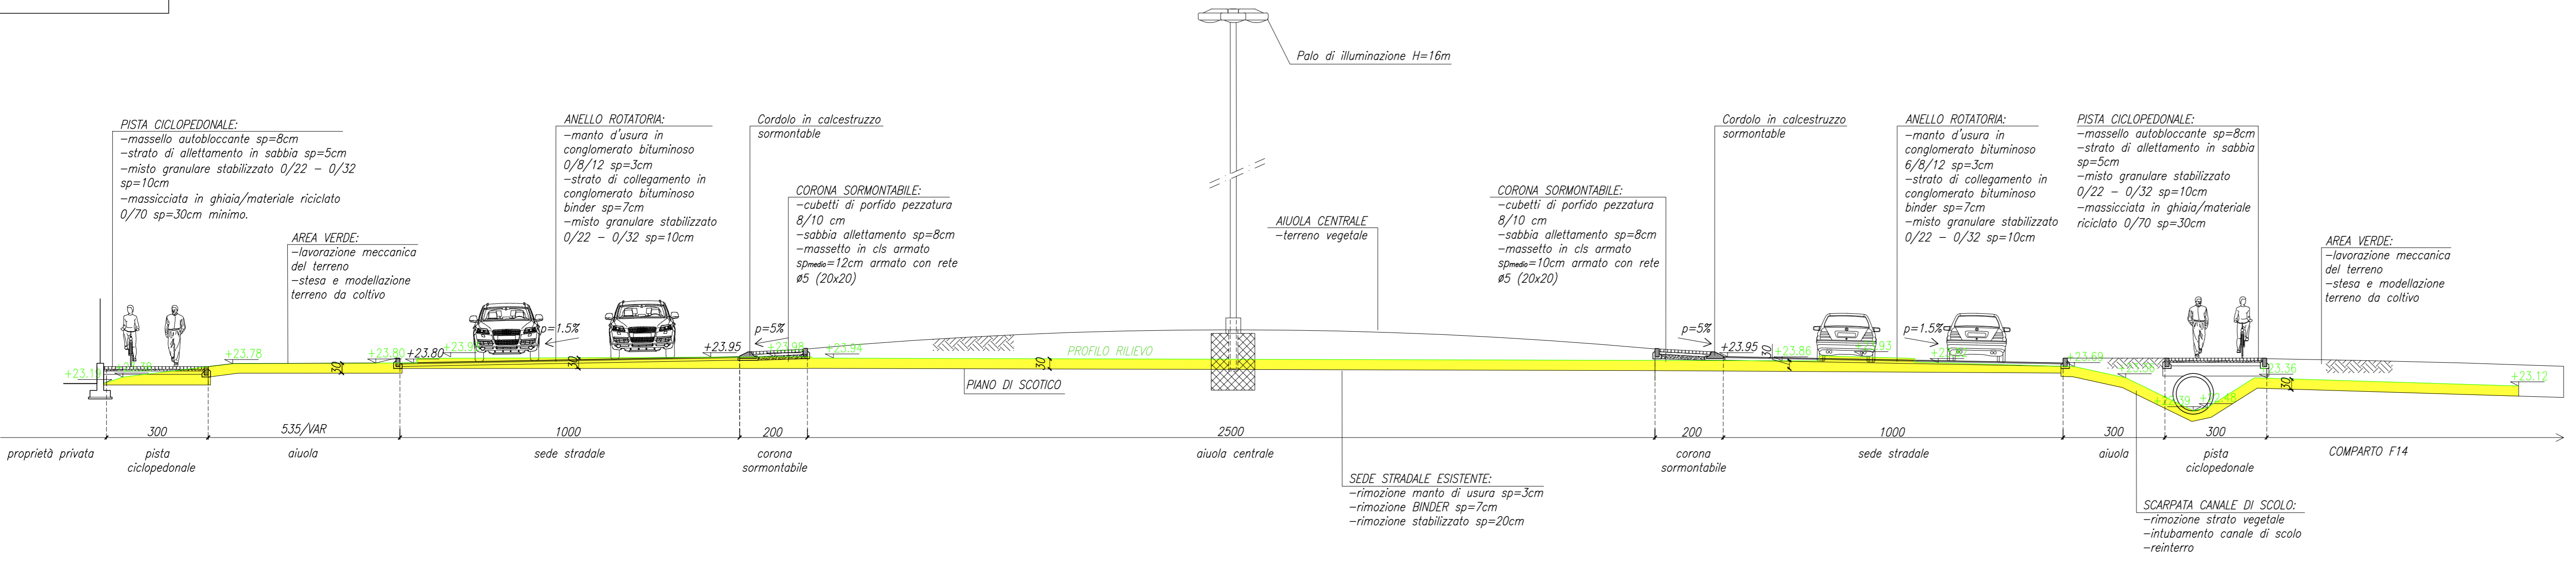 Palo di illuminazione H=16m
PISTA CICLOPEDONALE:
-massello autobloccante sp=8cm
-strato di allettamento in sabbia sp=5cm
-misto granulare stabilizzato 0/22 - 0/32
sp=10cm
-massicciata in ghiaia/materiale riciclato
0/70 sp=30cm minimo.
AREA VERDE:
-lavorazione meccanica
del terreno
-stesa e modellazione
terreno da coltivo
ANELLO ROTATORIA:
-manto d'usura in
conglomerato bituminoso
0/8/12 sp=3cm
-strato di collegamento in
conglomerato bituminoso
binder sp=7cm
-misto granulare stabilizzato
0/22 - 0/32 sp=10cm
Cordolo in calcestruzzo
sormontabile
CORONA SORMONTABILE:
-cubetti di porfido pezzatura
8/10 cm
-sabbia allettamento sp=8cm
-massetto in cls armato
spmedio=12cm armato con rete
ø5 (20x20)
AIUOLA CENTRALE
-terreno vegetale
CORONA SORMONTABILE:
-cubetti di porfido pezzatura
8/10 cm
-sabbia allettamento sp=8cm
-massetto in cls armato
spmedio=10cm armato con rete
ø5 (20x20)
Cordolo in calcestruzzo
sormontabile
ANELLO ROTATORIA:
-manto d'usura in
conglomerato bituminoso
6/8/12 sp=3cm
-strato di collegamento in
conglomerato bituminoso
binder sp=7cm
-misto granulare stabilizzato
0/22 - 0/32 sp=10cm
PISTA CICLOPEDONALE:
-massello autobloccante sp=8cm
-strato di allettamento in sabbia
sp=5cm
-misto granulare stabilizzato
0/22 - 0/32 sp=10cm
-massicciata in ghiaia/materiale
riciclato 0/70 sp=30cm
AREA VERDE:
-lavorazione meccanica
del terreno
-stesa e modellazione
terreno da coltivo
p=1.5%
p=5%
p=5%
p=1.5%
+23.78
30
+23.80
+23.80
30
+23.95
+23.98
+23.94
PROFILO RILIEVO
30
+23.95
30
+23.86
+23.93
+23.69
+23.36
30
+23.12
PIANO DI SCOTICO
300
535/VAR
1000
200
2500
200
1000
300
300
proprietà privata
pista
ciclopedonale
aiuola
sede stradale
corona
sormontabile
aiuola centrale
corona
sormontabile
sede stradale
aiuola
pista
ciclopedonale
COMPARTO F14
SEDE STRADALE ESISTENTE:
-rimozione manto di usura sp=3cm
-rimozione BINDER sp=7cm
-rimozione stabilizzato sp=20cm
SCARPATA CANALE DI SCOLO:
-rimozione strato vegetale
-intubamento canale di scolo
-reinterro